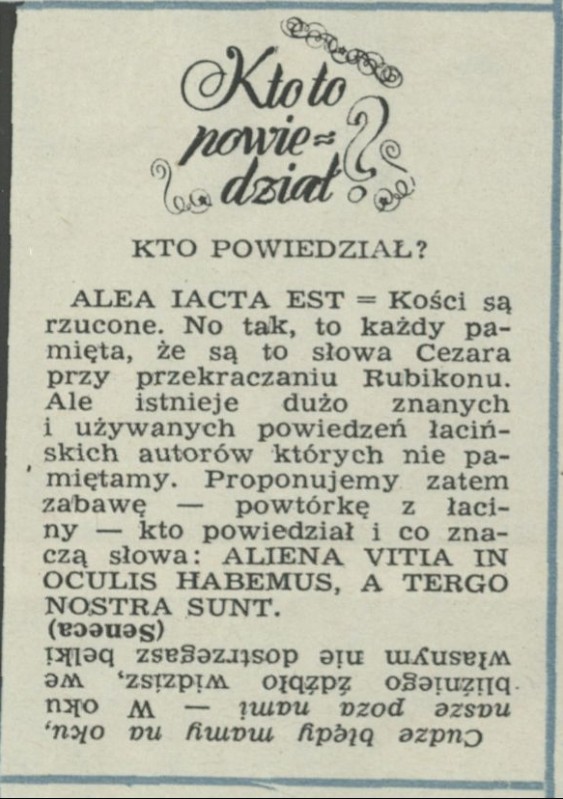 Kto to
powie=
dział?
KTO POWIEDZIAŁ?
ALEA IACTA EST = Kości są
rzucone. No tak, to każdy pa-
mięta, że są to słowa Cezara
przy przekraczaniu Rubikonu.
Ale istnieje dużo znanych
i używanych powiedzeń łaciń-
skich autorów których nie pa-
miętamy. Proponujemy zatem
zabawę — powtórkę z łaci-
ny — kto powiedział i co zna-
czą słowa: ALIENA VITIA IN
OCULIS HABEMUS, A TERGO
NOSTRA SUNT.
Cudze błędy mamy na oku,
nasze poza nami — W oku
bliźniego źdźbło widzisz, we
własnym nie dostrzegasz belki
(Seneca)